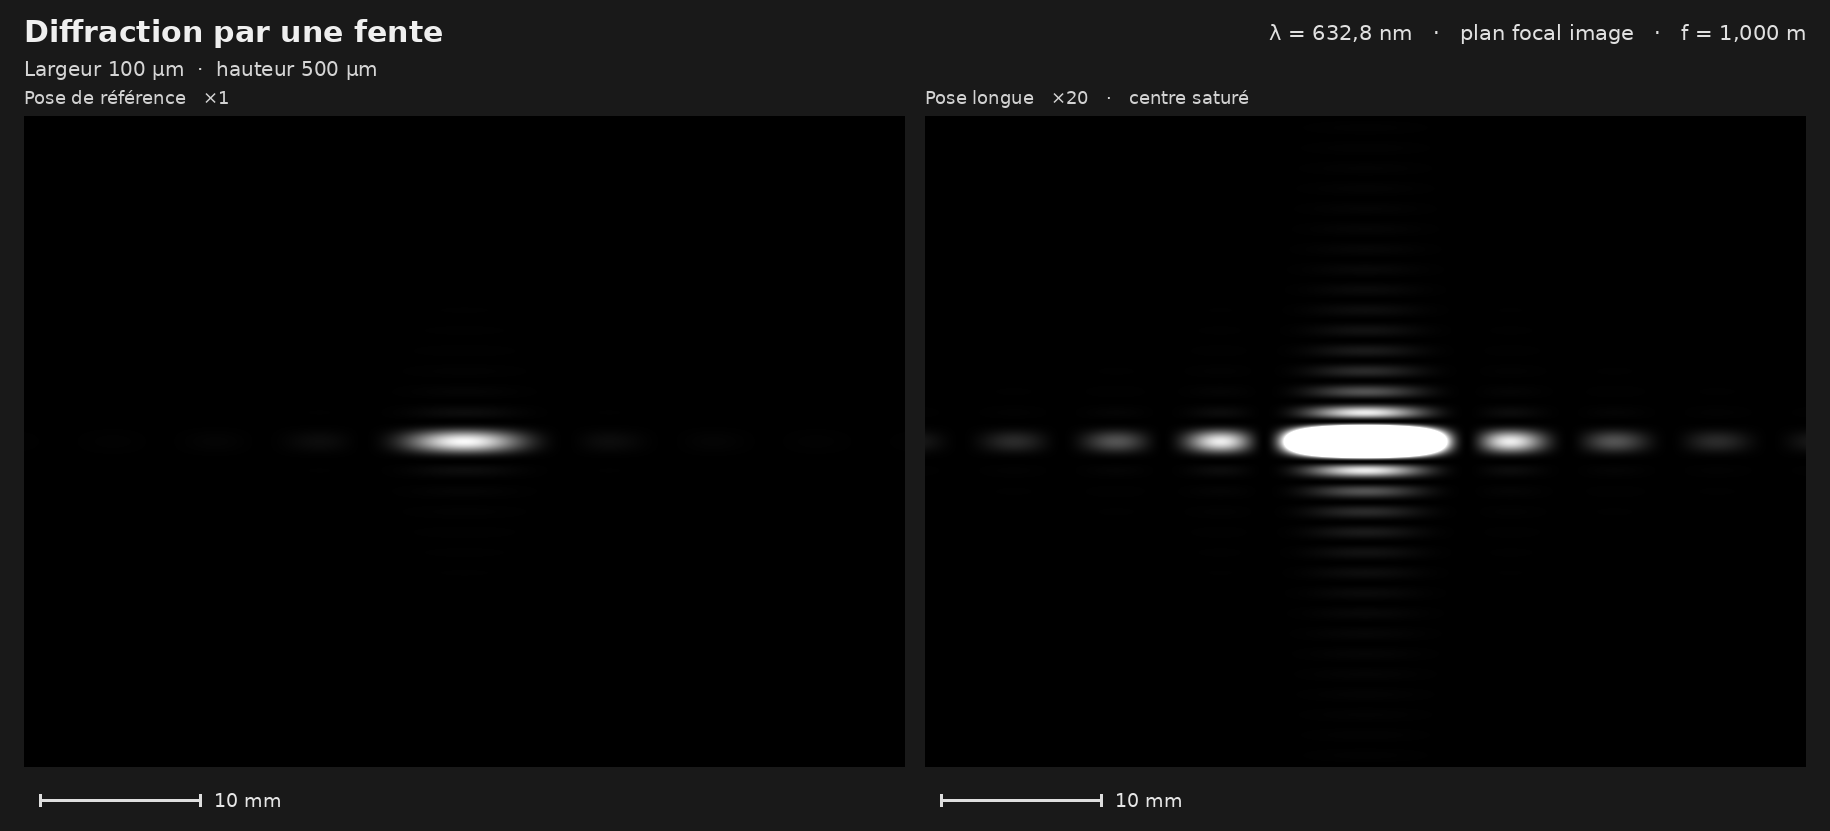 Diffraction par une fente
λ = 632,8 nm · plan focal image · f = 1,000 m
Largeur 100 µm · hauteur 500 µm
Pose de référence ×1
Pose longue ×20 · centre saturé
10 mm
10 mm